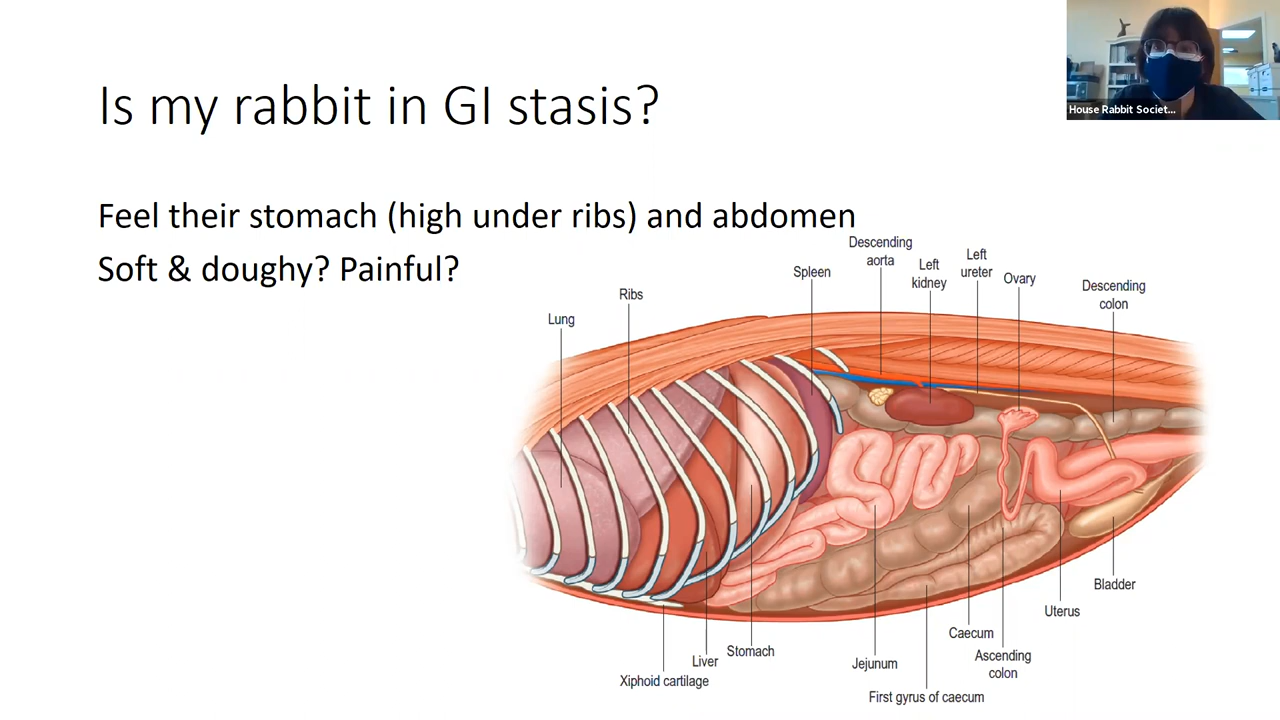 House Rabbit Societ...
Is my rabbit in GI stasis?
Feel their stomach (high under ribs) and abdomen
Soft & doughy? Painful?
Descending
aorta
Left
ureter
Left
kidney
Spleen
Ovary
Descending
colon
Ribs
Lung
Bladder
Uterus
Caecum
Ascending
colon
Stomach
Liver
Jejunum
Xiphoid cartilage
First gyrus of caecum